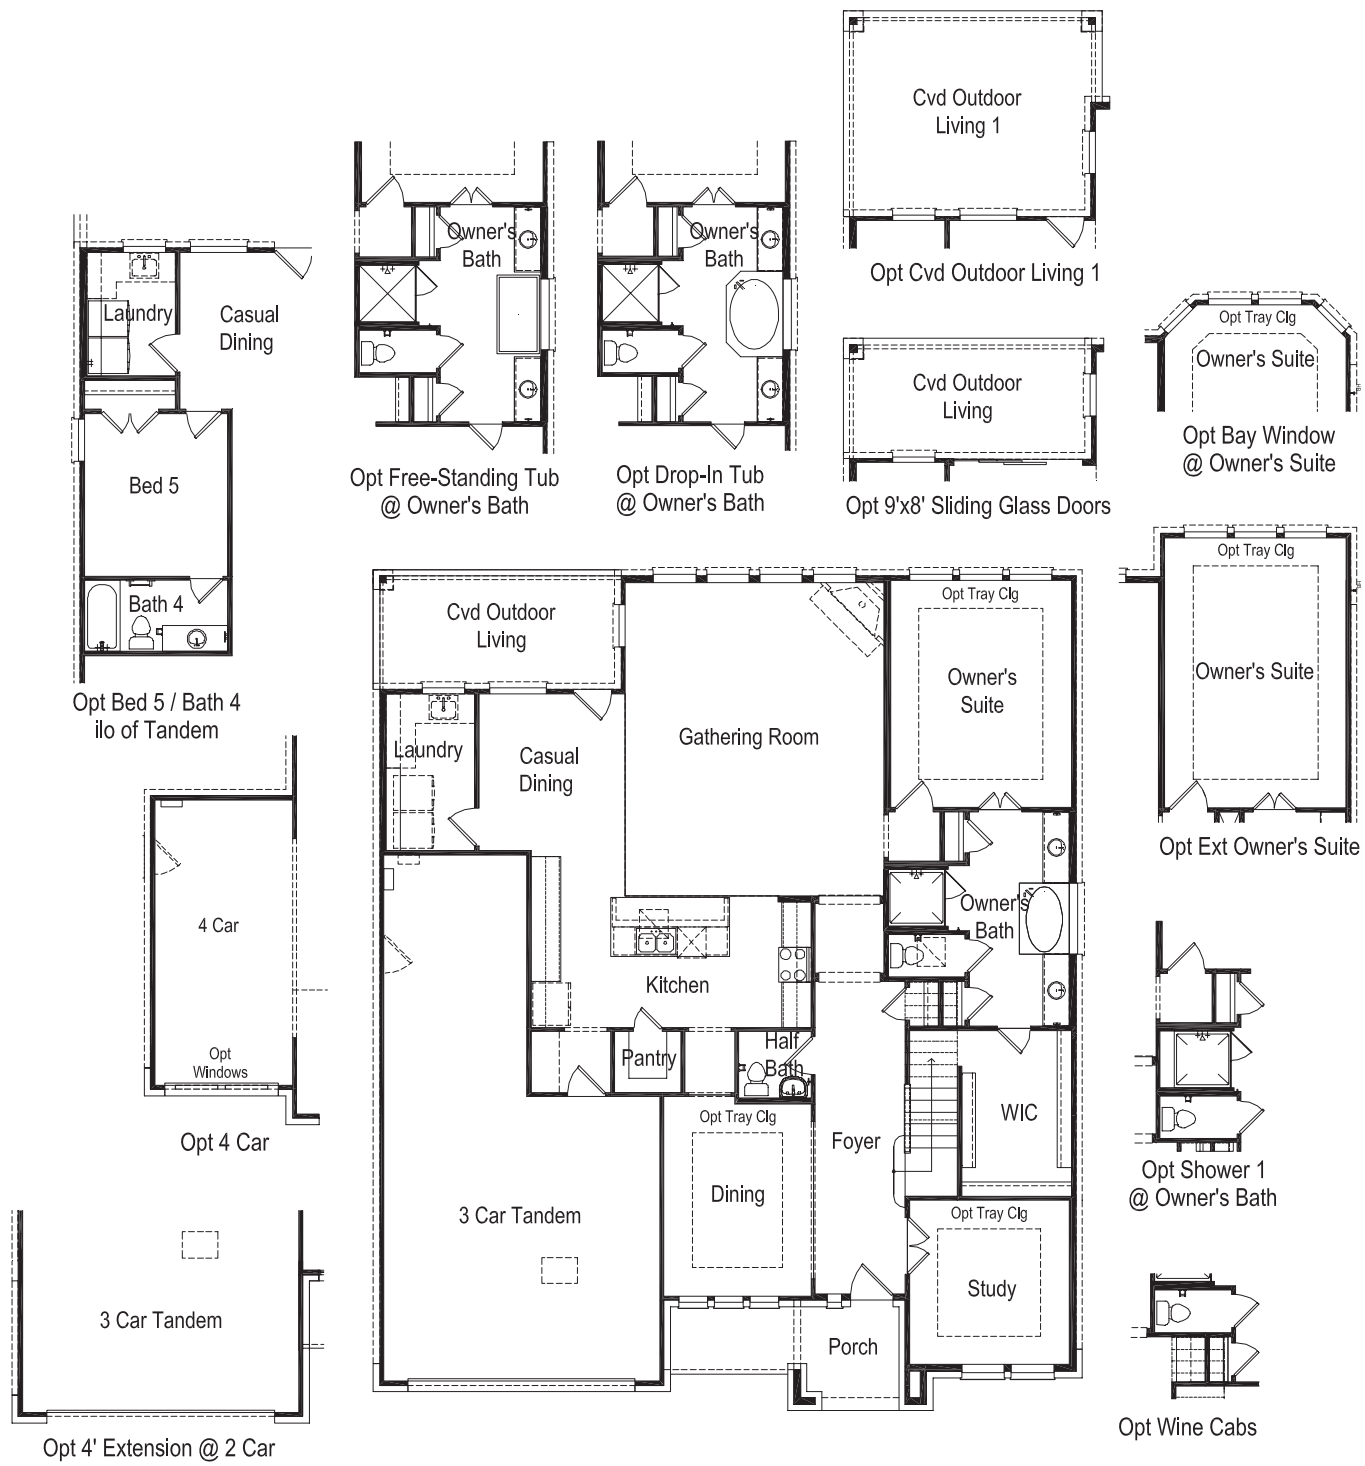 Cvd Outdoor
Living 1
Opt Cvd Outdoor Living 1
Owner's
Bath
Opt Free-Standing Tub
@ Owner's Bath
Owner's
Bath
Opt Drop-In Tub
@ Owner's Bath
Laundry
Casual
Dining
Bed 5
Bath 4
Opt Bed 5 / Bath 4
ilo of Tandem
Cvd Outdoor
Living
Opt 9'x8' Sliding Glass Doors
Opt Tray Clg
Owner's Suite
Opt Bay Window
@ Owner's Suite
Opt Tray Clg
Owner's Suite
Opt Ext Owner's Suite
Cvd Outdoor
Living
Opt Tray Clg
Owner's
Suite
Gathering Room
Laundry
Casual
Dining
Owner's
Bath
Kitchen
Pantry
Half
Bath
Opt Tray Clg
Dining
Foyer
WIC
3 Car Tandem
Opt Tray Clg
Study
Porch
4 Car
Opt
Windows
Opt 4 Car
3 Car Tandem
Opt 4' Extension @ 2 Car
Opt Shower 1
@ Owner's Bath
Opt Wine Cabs